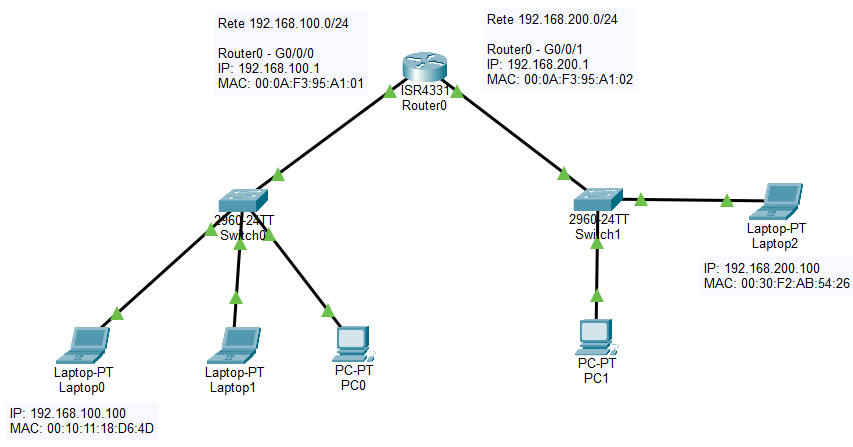 Rete 192.168.100.0/24
Router0 - G0/0/0
IP: 192.168.100.1
MAC: 00:0A:F3:95:A1:01
Rete 192.168.200.0/24
Router0 - G0/0/1
IP: 192.168.200.1
MAC: 00:0A:F3:95:A1:02
ISR4331
Router0
2960-24TT
Switch0
2960-24TT
Switch1
Laptop-PT
Laptop2
IP: 192.168.200.100
MAC: 00:30:F2:AB:54:26
Laptop-PT
Laptop0
Laptop-PT
Laptop1
PC-PT
PC0
PC-PT
PC1
IP: 192.168.100.100
MAC: 00:10:11:18:D6:4D